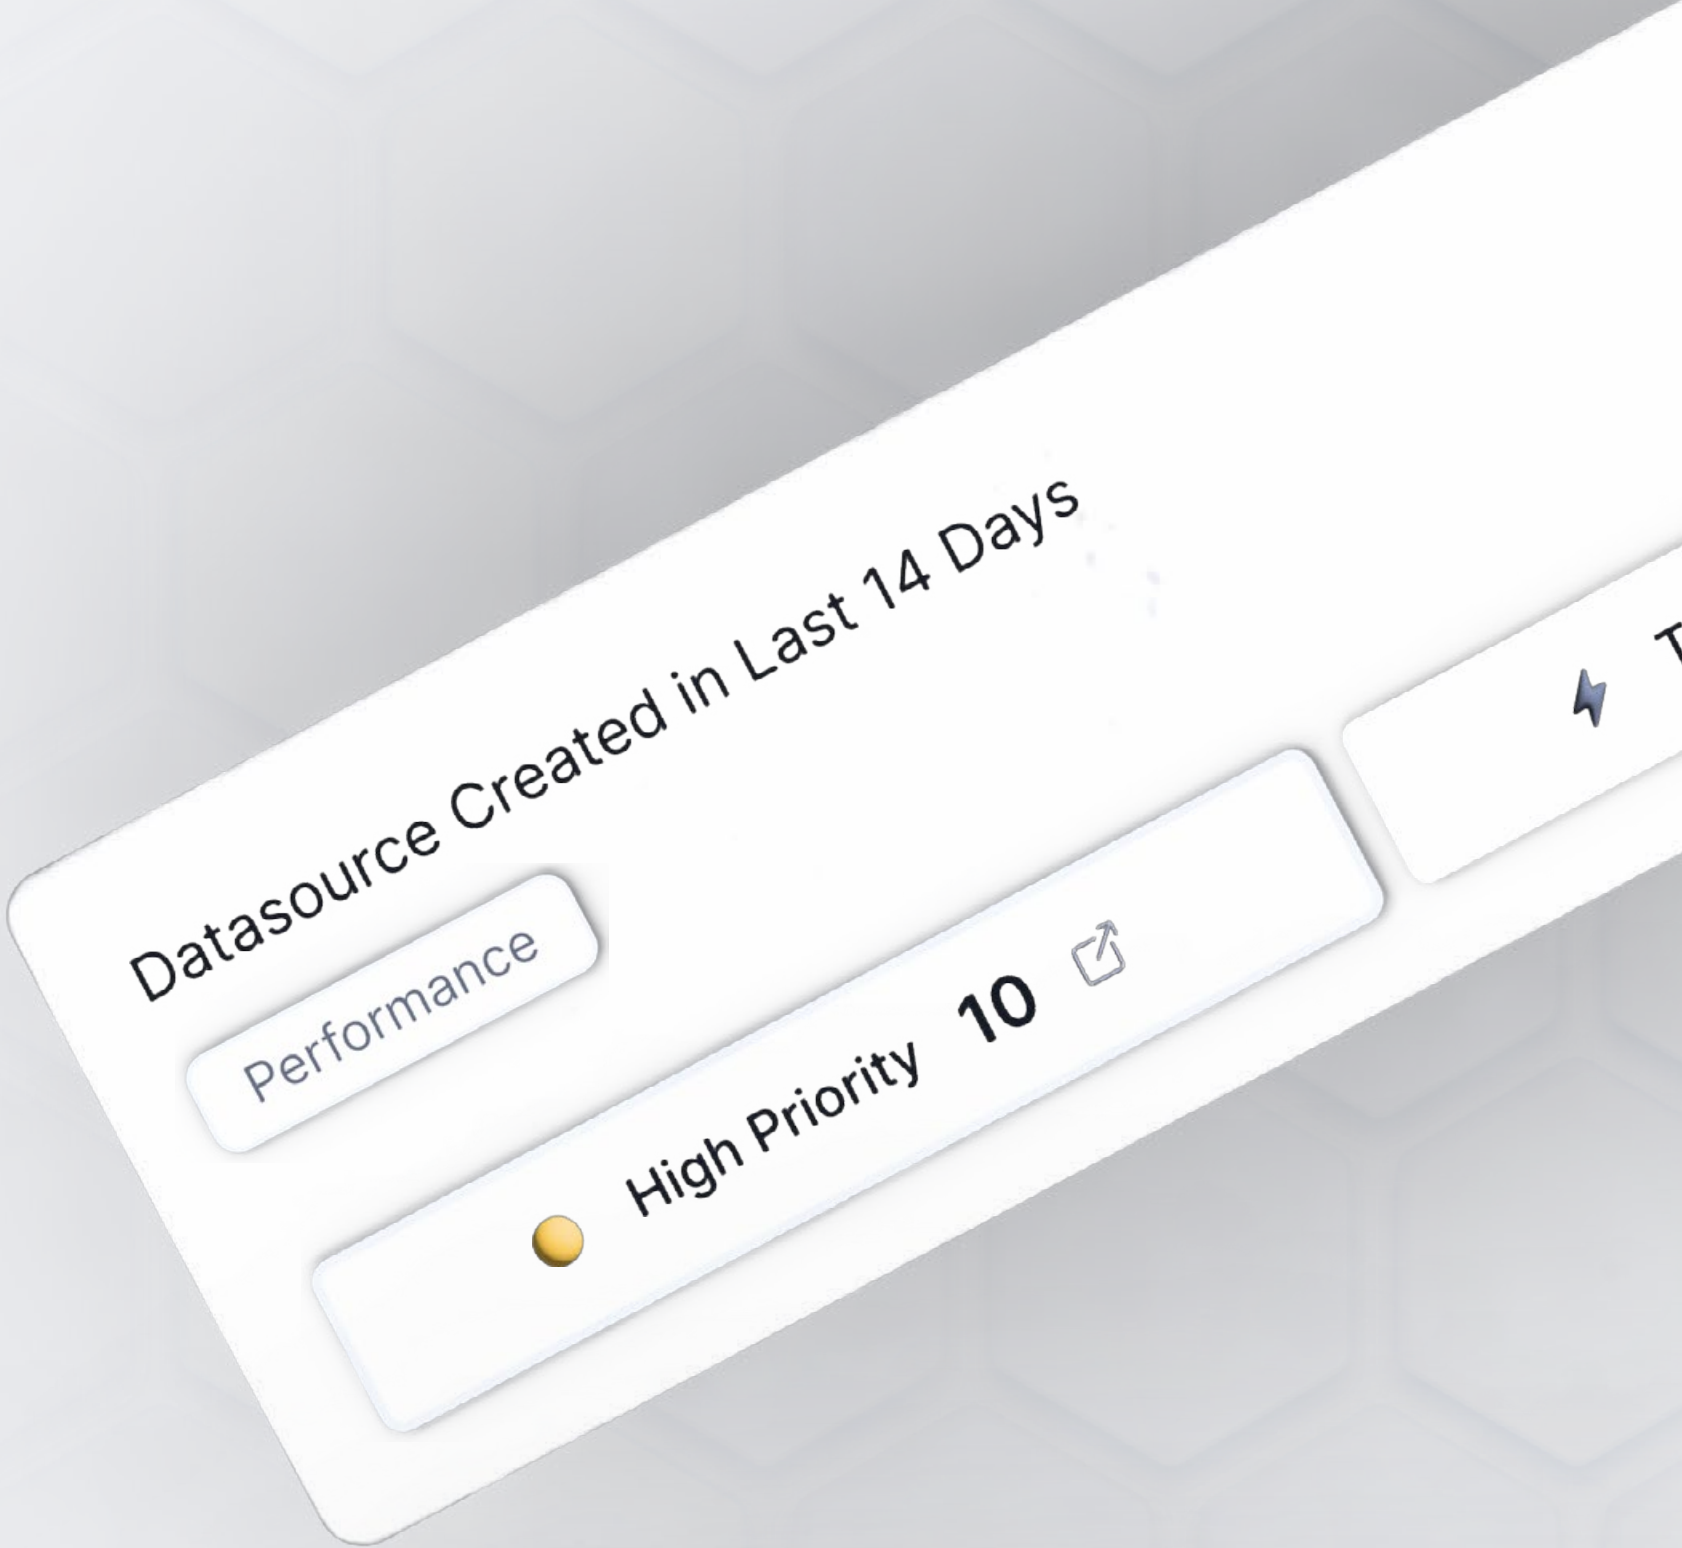 Datasource Created in Last 14 Days
Performance
High Priority 10